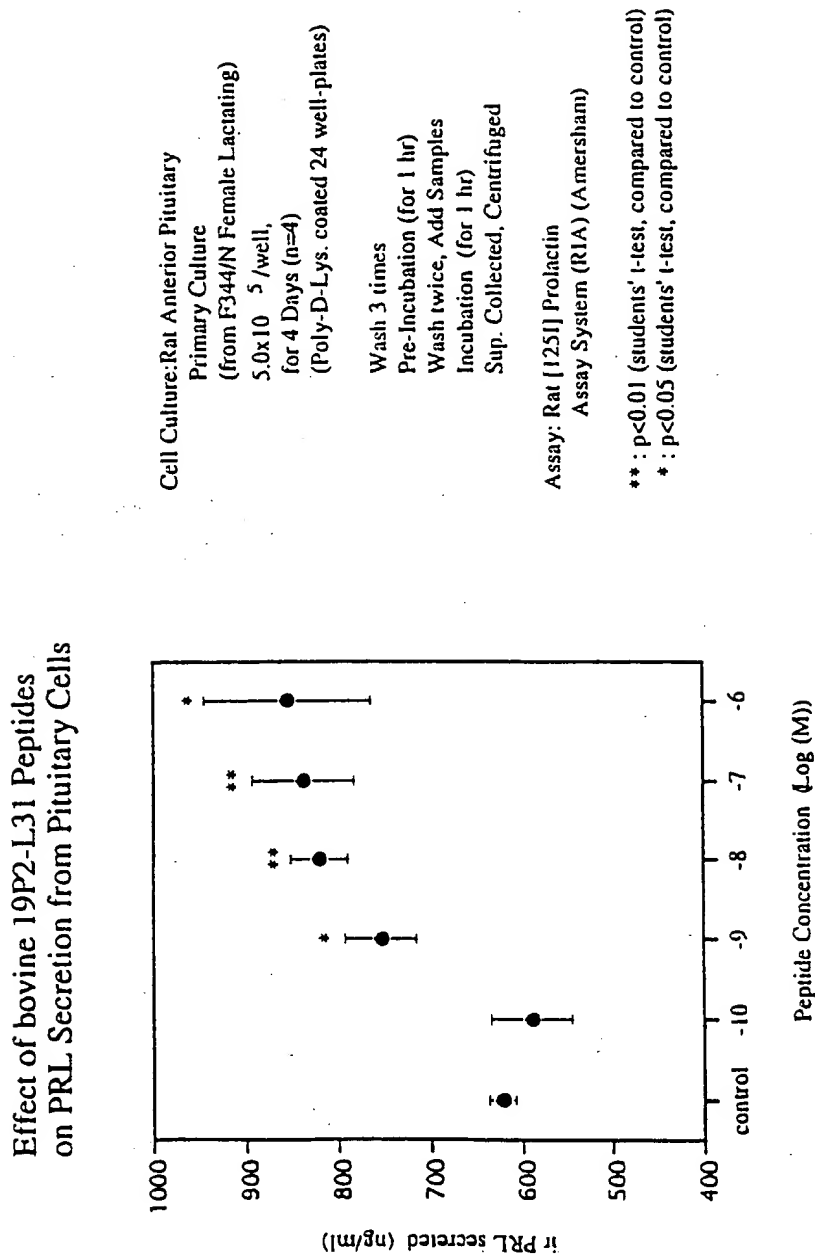 Effect of bovine 19P2-L31 Peptides
on PRL Secretion from Pituitary Cells
ir PRL secreted (ng/ml)
1000
900
800
700
600
500
400
*
**
**
*
control
-10
-9
-8
-7
-6
Peptide Concentration (Log (M))
Cell Culture:Rat Anterior Pituitary
Primary Culture
(from F344/N Female Lactating)
5.0x10 5 /well,
for 4 Days (n=4)
(Poly-D-Lys. coated 24 well-plates)
Wash 3 times
Pre-Incubation (for 1 hr)
Wash twice, Add Samples
Incubation (for 1 hr)
Sup. Collected, Centrifuged
Assay: Rat [125I] Prolactin
Assay System (RIA) (Amersham)
** : p<0.01 (students' t-test, compared to control)
* : p<0.05 (students' t-test, compared to control)